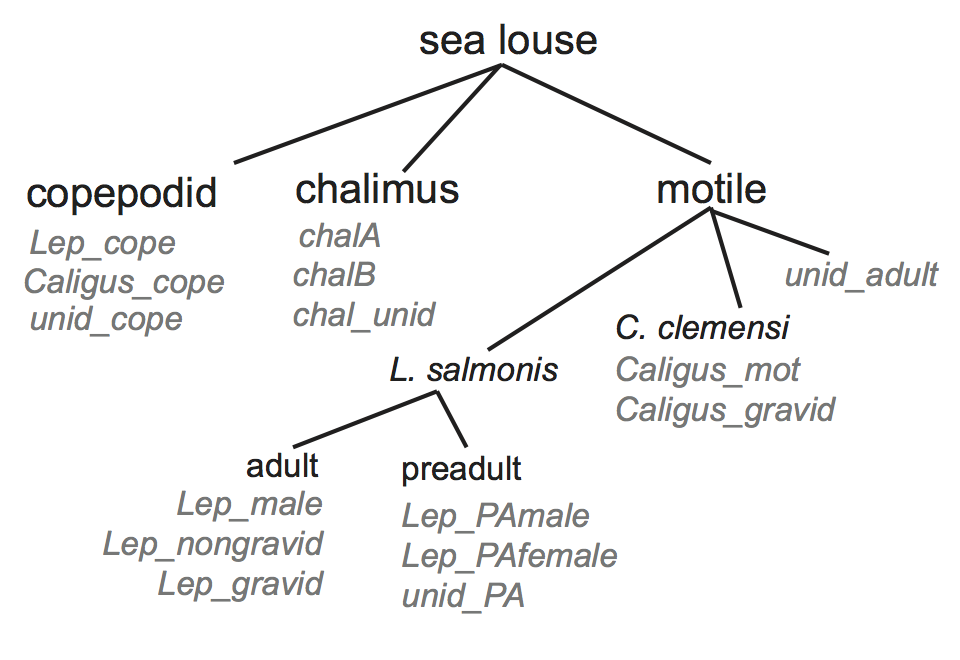 sea louse
copepodid
Lep_cope
Caligus_cope
unid_cope
chalimus
chalA
chalB
chal_unid
motile
unid_adult
C. clemensi
Caligus_mot
Caligus_gravid
L. salmonis
adult
Lep_male
Lep_nongravid
Lep_gravid
preadult
Lep_PAmale
Lep_PAfemale
unid_PA